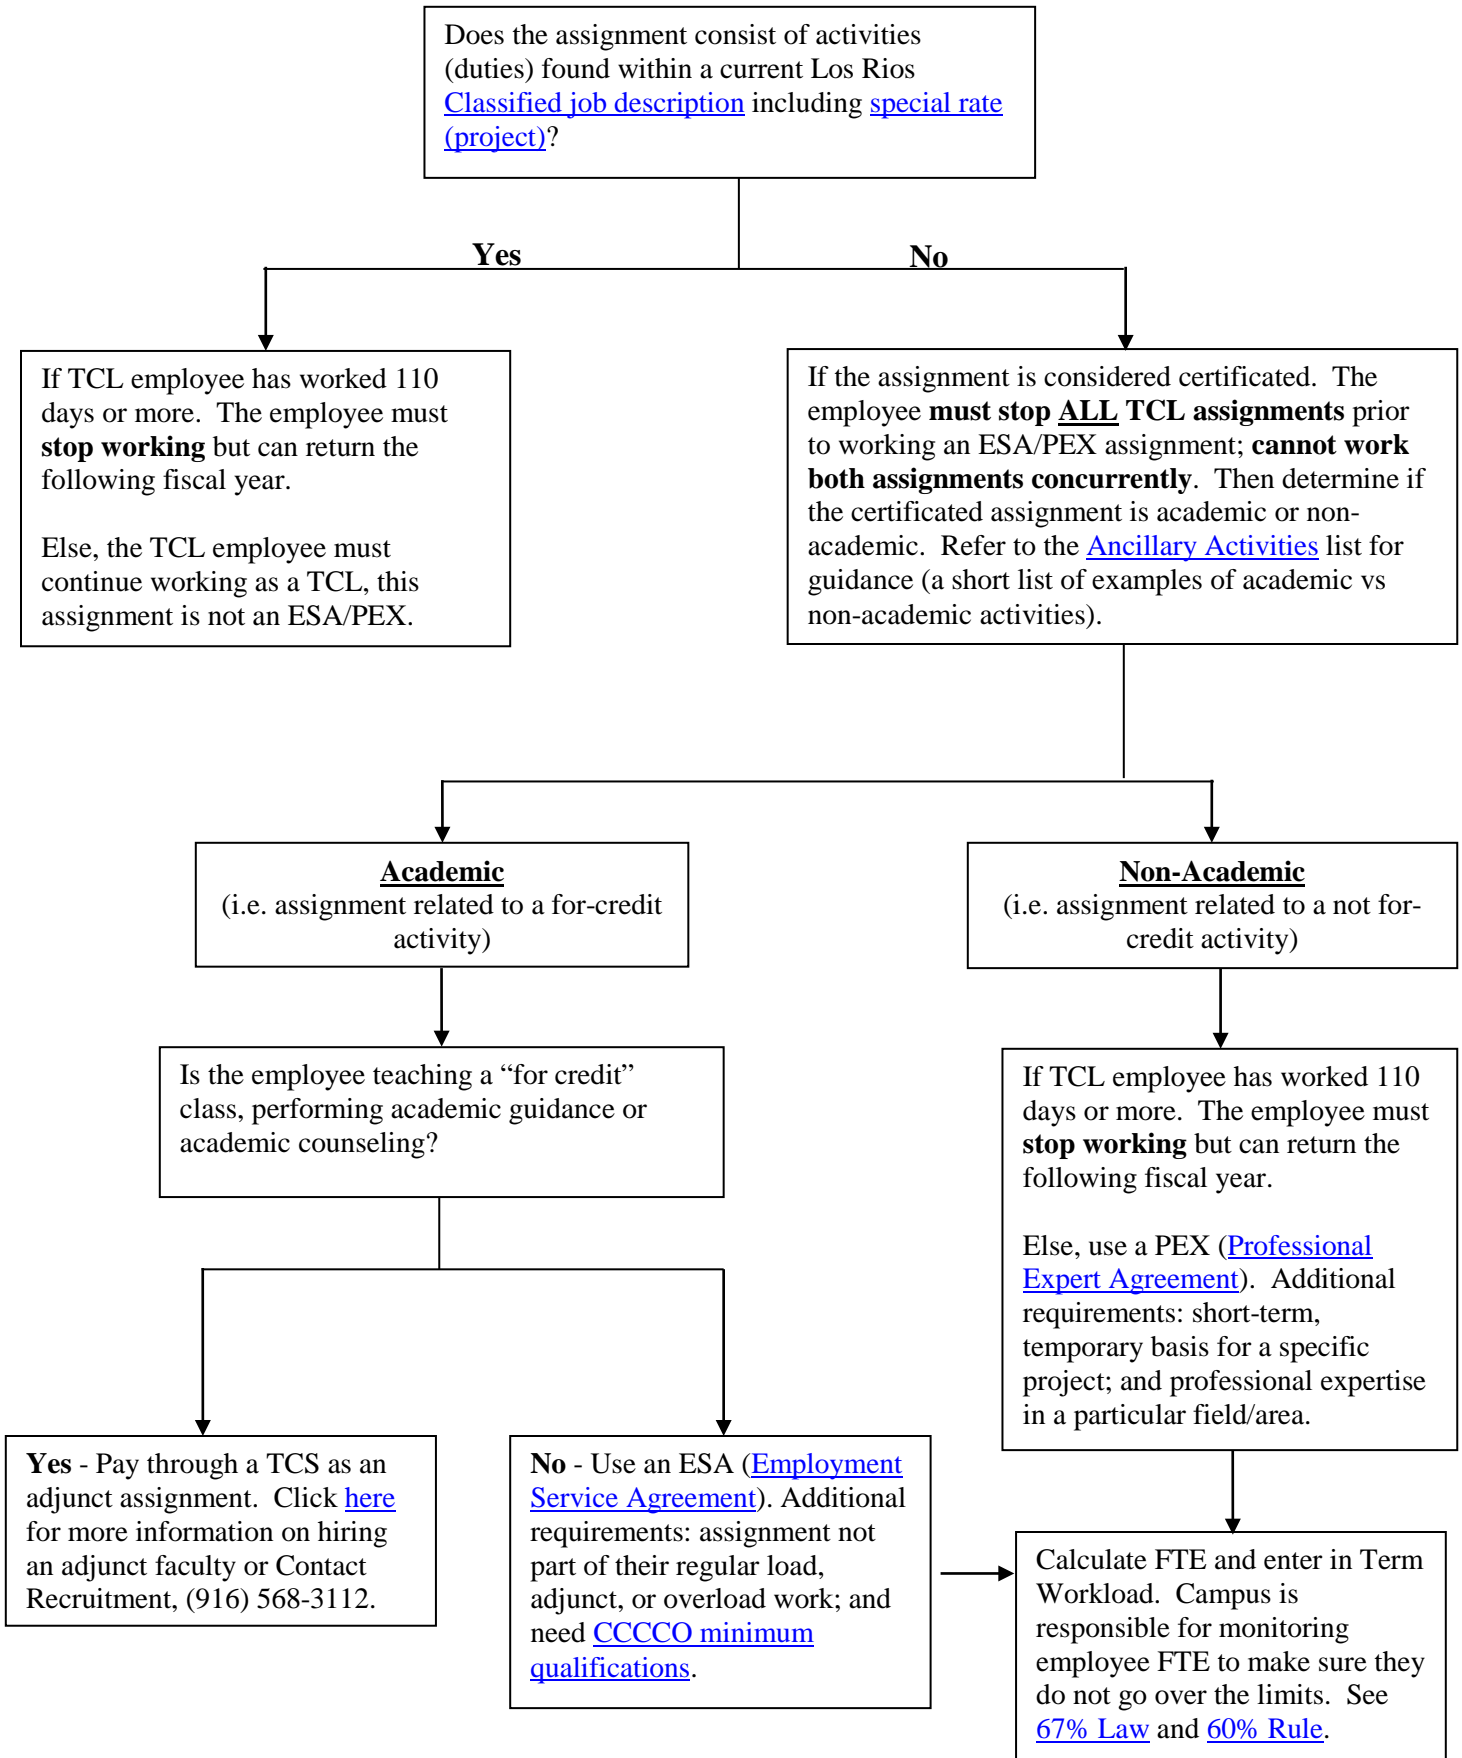 Does the assignment consist of activities
(duties) found within a current Los Rios
Classified job description including special rate
(project)?
Yes
No
If TCL employee has worked 110
days or more.  The employee must
stop working but can return the
following fiscal year.
Else, the TCL employee must
continue working as a TCL, this
assignment is not an ESA/PEX.
If the assignment is considered certificated.  The
employee must stop ALL TCL assignments prior
to working an ESA/PEX assignment; cannot work
both assignments concurrently.  Then determine if
the certificated assignment is academic or non-
academic.  Refer to the Ancillary Activities list for
guidance (a short list of examples of academic vs
non-academic activities).
Academic
(i.e. assignment related to a for-credit
activity)
Non-Academic
(i.e. assignment related to a not for-
credit activity)
Is the employee teaching a “for credit”
class, performing academic guidance or
academic counseling?
If TCL employee has worked 110
days or more.  The employee must
stop working but can return the
following fiscal year.
Else, use a PEX (Professional
Expert Agreement).  Additional
requirements: short-term,
temporary basis for a specific
project; and professional expertise
in a particular field/area.
Yes - Pay through a TCS as an
adjunct assignment.  Click here
for more information on hiring
an adjunct faculty or Contact
Recruitment, (916) 568-3112.
No - Use an ESA (Employment
Service Agreement). Additional
requirements: assignment not
part of their regular load,
adjunct, or overload work; and
need CCCCO minimum
qualifications.
Calculate FTE and enter in Term
Workload.  Campus is
responsible for monitoring
employee FTE to make sure they
do not go over the limits.  See
67% Law and 60% Rule.